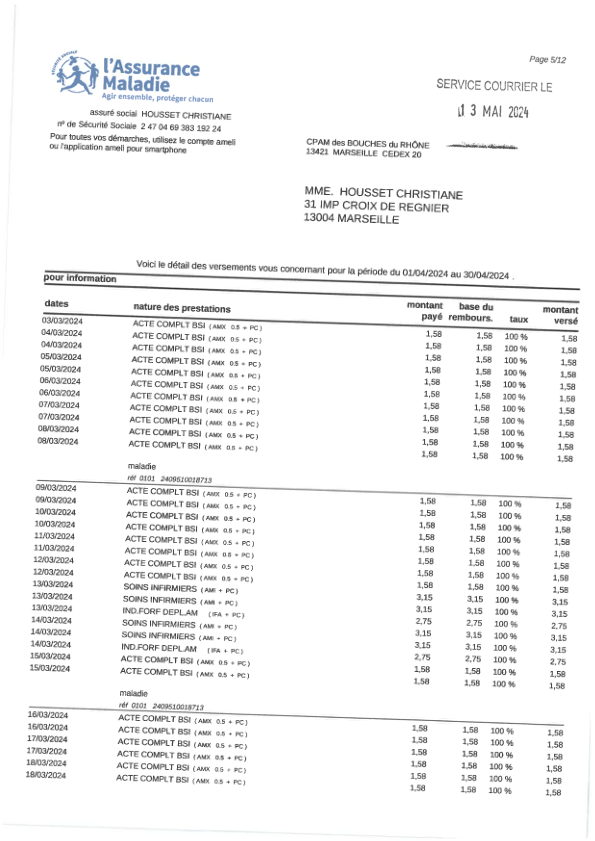 Page 5/12
SÉCURITÉ SOCIALE
l'Assurance
Maladie
Agir ensemble, protéger chacun
SERVICE COURRIER LE
13 MAI 2024
assuré social HOUSSET CHRISTIANE
nº de Sécurité Sociale 2 47 04 69 383 192 24
Pour toutes vos démarches, utilisez le compte ameli
ou l'application ameli pour smartphone
CPAM des BOUCHES du RHÔNE
13421 MARSEILLE CEDEX 20
MME. HOUSSET CHRISTIANE
31 IMP CROIX DE REGNIER
13004 MARSEILLE
Voici le détail des versements vous concernant pour la période du 01/04/2024 au 30/04/2024 .
pour information
dates nature des prestations montant payé base du rembours. taux montant versé
03/03/2024 ACTE COMPLT BSI ( AMX 0.5 + PC ) 1,58 1,58 100 % 1,58
04/03/2024 ACTE COMPLT BSI ( AMX 0.5 + PC ) 1,58 1,58 100 % 1,58
04/03/2024 ACTE COMPLT BSI ( AMX 0.5 + PC ) 1,58 1,58 100 % 1,58
05/03/2024 ACTE COMPLT BSI ( AMX 0.5 + PC ) 1,58 1,58 100 % 1,58
05/03/2024 ACTE COMPLT BSI ( AMX 0.5 + PC ) 1,58 1,58 100 % 1,58
06/03/2024 ACTE COMPLT BSI ( AMX 0.5 + PC ) 1,58 1,58 100 % 1,58
06/03/2024 ACTE COMPLT BSI ( AMX 0.5 + PC ) 1,58 1,58 100 % 1,58
07/03/2024 ACTE COMPLT BSI ( AMX 0.5 + PC ) 1,58 1,58 100 % 1,58
07/03/2024 ACTE COMPLT BSI ( AMX 0.5 + PC ) 1,58 1,58 100 % 1,58
08/03/2024 ACTE COMPLT BSI ( AMX 0.5 + PC ) 1,58 1,58 100 % 1,58
08/03/2024 ACTE COMPLT BSI ( AMX 0.5 + PC ) 1,58 1,58 100 % 1,58
maladie
réf 0101 2409510018713
09/03/2024 ACTE COMPLT BSI ( AMX 0.5 + PC ) 1,58 1,58 100 % 1,58
09/03/2024 ACTE COMPLT BSI ( AMX 0.5 + PC ) 1,58 1,58 100 % 1,58
10/03/2024 ACTE COMPLT BSI ( AMX 0.5 + PC ) 1,58 1,58 100 % 1,58
10/03/2024 ACTE COMPLT BSI ( AMX 0.5 + PC ) 1,58 1,58 100 % 1,58
11/03/2024 ACTE COMPLT BSI ( AMX 0.5 + PC ) 1,58 1,58 100 % 1,58
11/03/2024 ACTE COMPLT BSI ( AMX 0.5 + PC ) 1,58 1,58 100 % 1,58
12/03/2024 ACTE COMPLT BSI ( AMX 0.5 + PC ) 1,58 1,58 100 % 1,58
12/03/2024 ACTE COMPLT BSI ( AMX 0.5 + PC ) 1,58 1,58 100 % 1,58
13/03/2024 SOINS INFIRMIERS ( AMI + PC ) 3,15 3,15 100 % 3,15
13/03/2024 SOINS INFIRMIERS ( AMI + PC ) 3,15 3,15 100 % 3,15
13/03/2024 IND.FORF DEPL.AM ( IFA + PC ) 2,75 2,75 100 % 2,75
14/03/2024 SOINS INFIRMIERS ( AMI + PC ) 3,15 3,15 100 % 3,15
14/03/2024 SOINS INFIRMIERS ( AMI + PC ) 3,15 3,15 100 % 3,15
14/03/2024 IND.FORF DEPL.AM ( IFA + PC ) 2,75 2,75 100 % 2,75
15/03/2024 ACTE COMPLT BSI ( AMX 0.5 + PC ) 1,58 1,58 100 % 1,58
15/03/2024 ACTE COMPLT BSI ( AMX 0.5 + PC ) 1,58 1,58 100 % 1,58
maladie
réf 0101 2409510018713
16/03/2024 ACTE COMPLT BSI ( AMX 0.5 + PC ) 1,58 1,58 100 % 1,58
16/03/2024 ACTE COMPLT BSI ( AMX 0.5 + PC ) 1,58 1,58 100 % 1,58
17/03/2024 ACTE COMPLT BSI ( AMX 0.5 + PC ) 1,58 1,58 100 % 1,58
17/03/2024 ACTE COMPLT BSI ( AMX 0.5 + PC ) 1,58 1,58 100 % 1,58
18/03/2024 ACTE COMPLT BSI ( AMX 0.5 + PC ) 1,58 1,58 100 % 1,58
18/03/2024 ACTE COMPLT BSI ( AMX 0.5 + PC ) 1,58 1,58 100 % 1,58